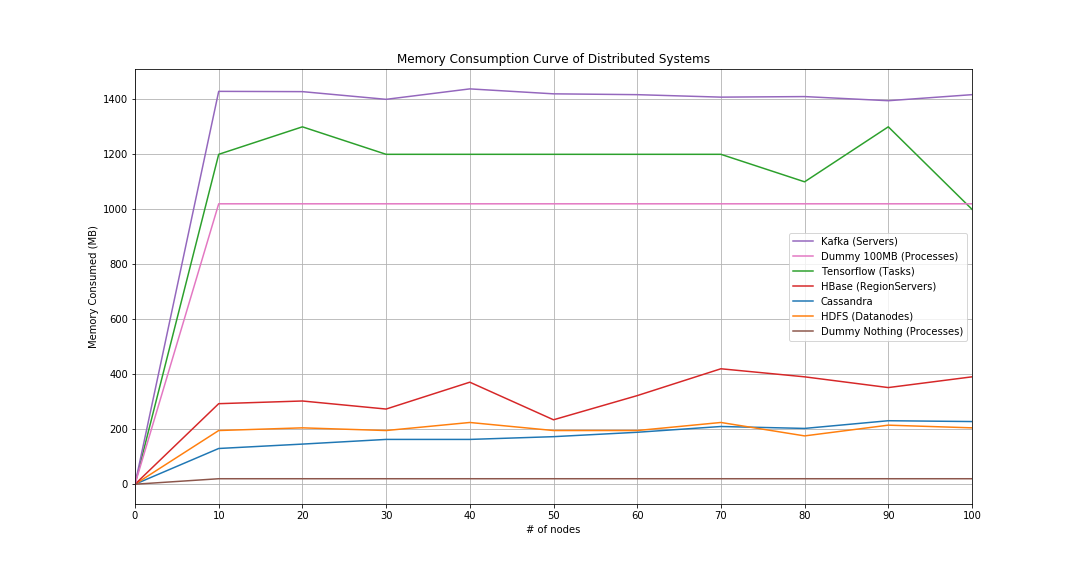 Memory Consumption Curve of Distributed Systems
Memory Consumed (MB)
1400
1200
1000
800
600
400
200
0
Kafka (Servers)
Dummy 100MB (Processes)
Tensorflow (Tasks)
HBase (RegionServers)
Cassandra
HDFS (Datanodes)
Dummy Nothing (Processes)
0 10 20 30 40 50 60 70 80 90 100
# of nodes